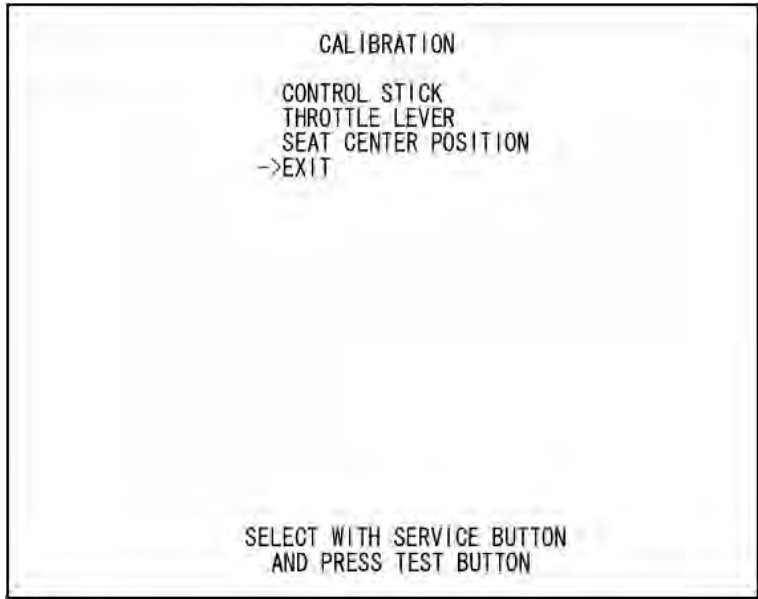 CALIBRATION
CONTROL STICK
THROTTLE LEVER
SEAT CENTER POSITION
->EXIT
SELECT WITH SERVICE BUTTON
AND PRESS TEST BUTTON